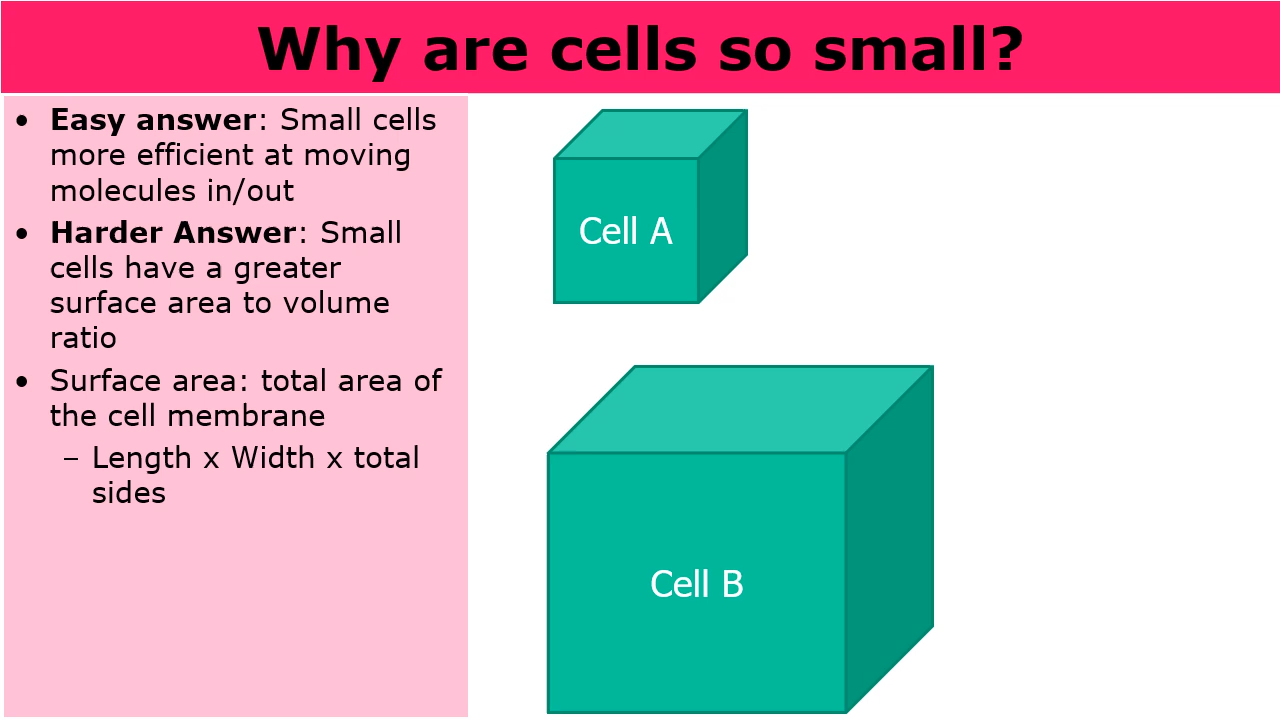 Why are cells so small?
• Easy answer: Small cells
more efficient at moving
molecules in/out
• Harder Answer: Small
cells have a greater
surface area to volume
ratio
• Surface area: total area of
the cell membrane
– Length x Width x total
sides
Cell A
Cell B